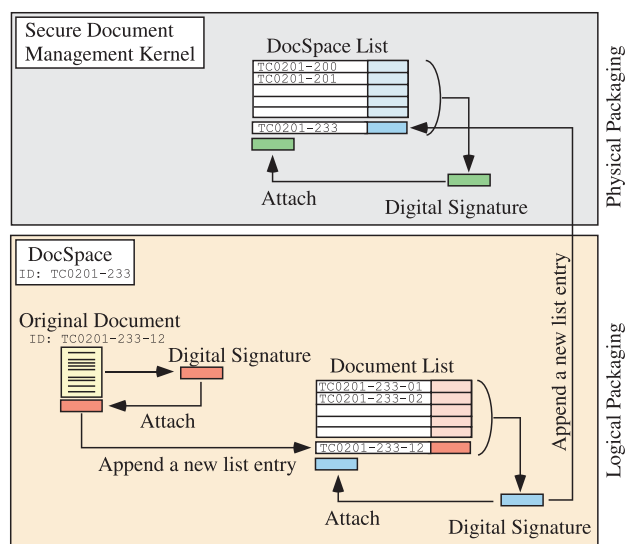 Secure Document
Management Kernel
DocSpace List
TC0201-200
TC0201-201
TC0201-233
Attach
Digital Signature
Physical Packaging
DocSpace
ID: TC0201-233
Original Document
ID: TC0201-233-12
Digital Signature
Attach
Append a new list entry
Document List
TC0201-233-01
TC0201-233-02
TC0201-233-12
Attach
Digital Signature
Append a new list entry
Logical Packaging